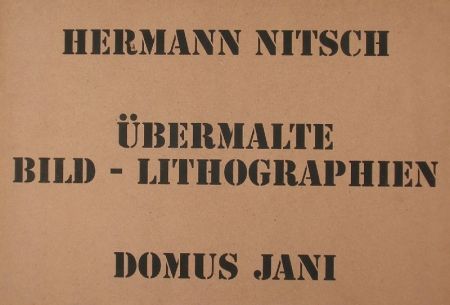 HERMANN NITSCH
ÜBERMALTE
BILD - LITHOGRAPHIEN
DOMUS JANI